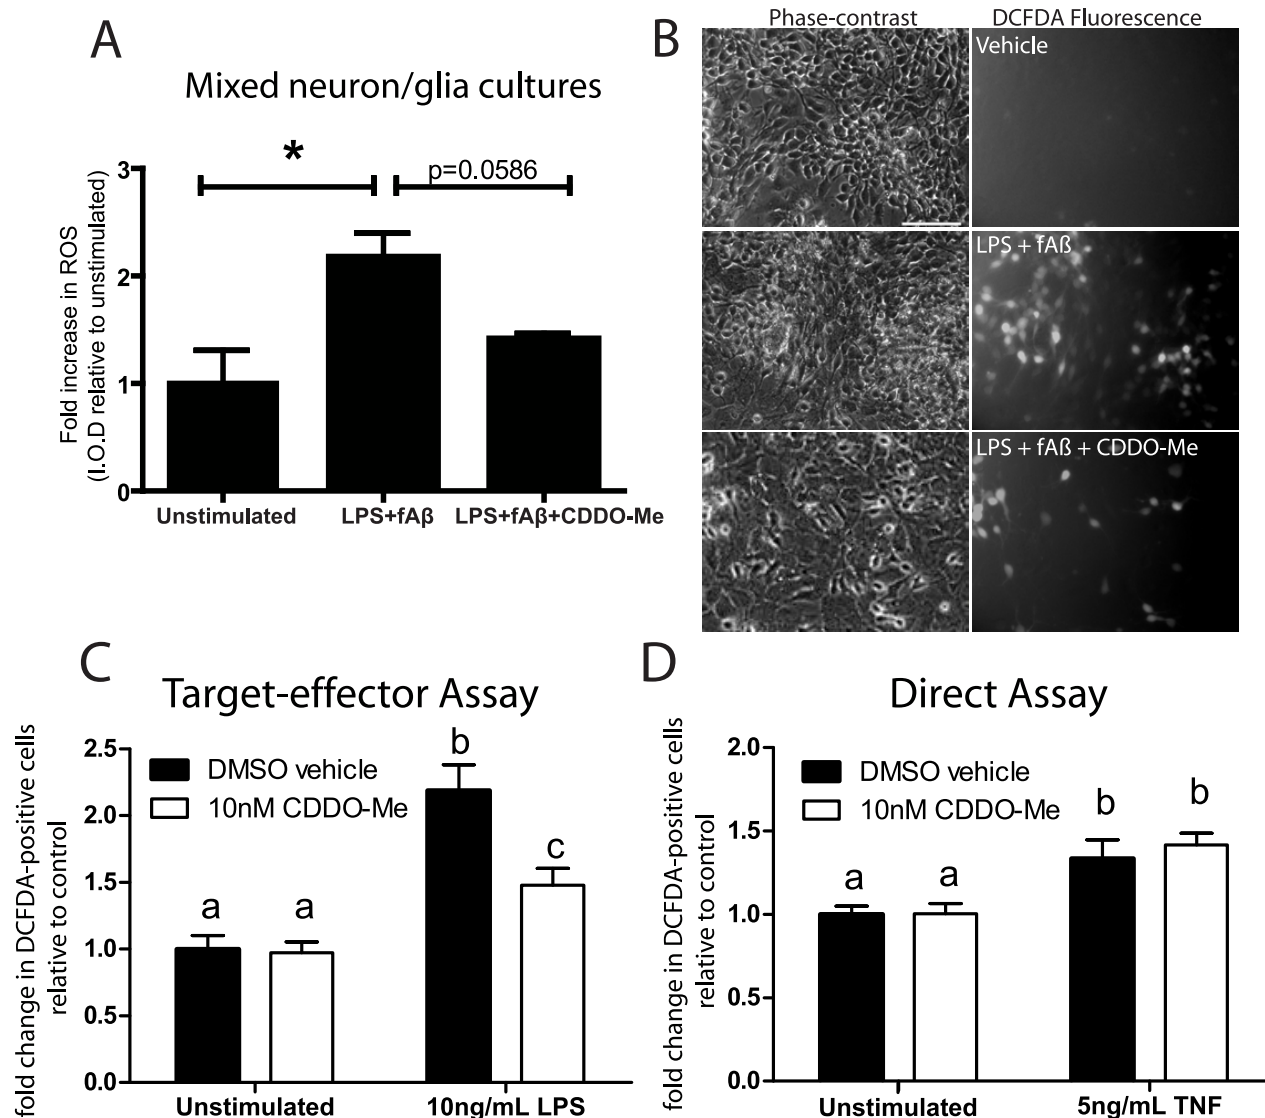 A
Mixed neuron/glia cultures
*
p=0.0586
Fold increase in ROS
(I.O.D relative to unstimulated)
3
2
1
0
Unstimulated
LPS+fAβ
LPS+fAβ+CDDO-Me
B
Phase-contrast
DCFDA Fluorescence
Vehicle
LPS + fAß
LPS + fAß + CDDO-Me
C
Target-effector Assay
fold change in DCFDA-positive cells
relative to control
2.5
2.0
1.5
1.0
0.5
0.0
DMSO vehicle
10nM CDDO-Me
a
a
b
c
Unstimulated
10ng/mL LPS
D
Direct Assay
fold change in DCFDA-positive cells
relative to control
2.0
1.5
1.0
0.5
0.0
DMSO vehicle
10nM CDDO-Me
a
a
b
b
Unstimulated
5ng/mL TNF